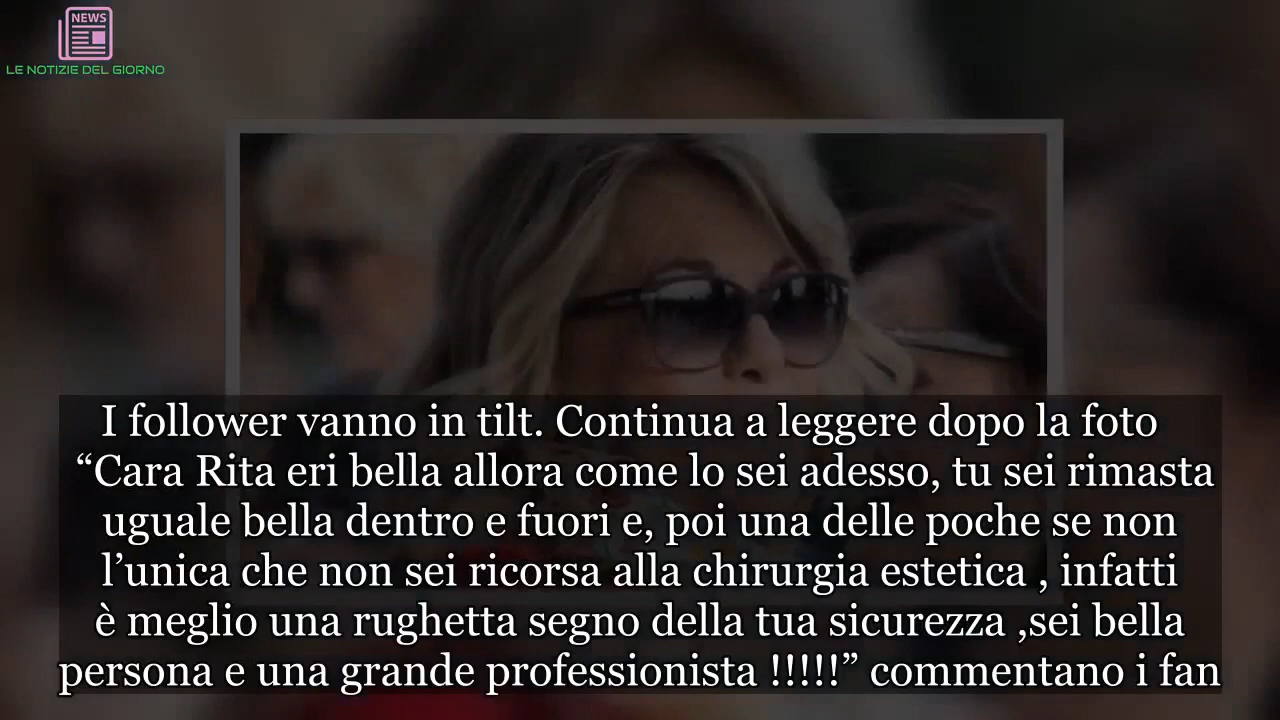 NEWS
LE NOTIZIE DEL GIORNO
I follower vanno in tilt. Continua a leggere dopo la foto
“Cara Rita eri bella allora come lo sei adesso, tu sei rimasta
uguale bella dentro e fuori e, poi una delle poche se non
l’unica che non sei ricorsa alla chirurgia estetica , infatti
è meglio una rughetta segno della tua sicurezza ,sei bella
persona e una grande professionista !!!!!” commentano i fan